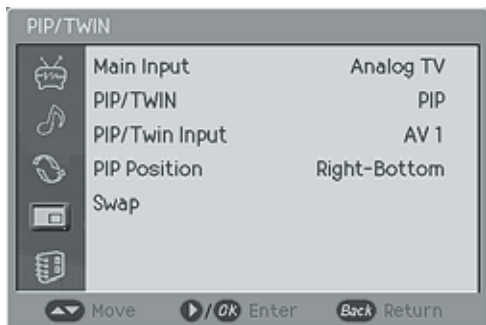 PIP/TWIN
Main Input Analog TV
PIP/TWIN PIP
PIP/Twin Input AV 1
PIP Position Right-Bottom
Swap
Move /OK Enter Back Return